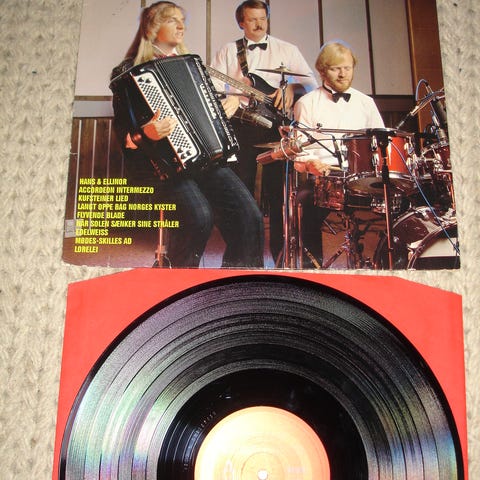 HANS & ELLINOR
ACCORDEON INTERMEZZO
KUFSTEINER LIED
LANGT OPPE BAG NORGES KYSTER
FLYVENDE BLADE
NÅR SOLEN SÆNKER SINE STRÅLER
EDELWEISS
MØDES-SKILLES AD
LORELEI